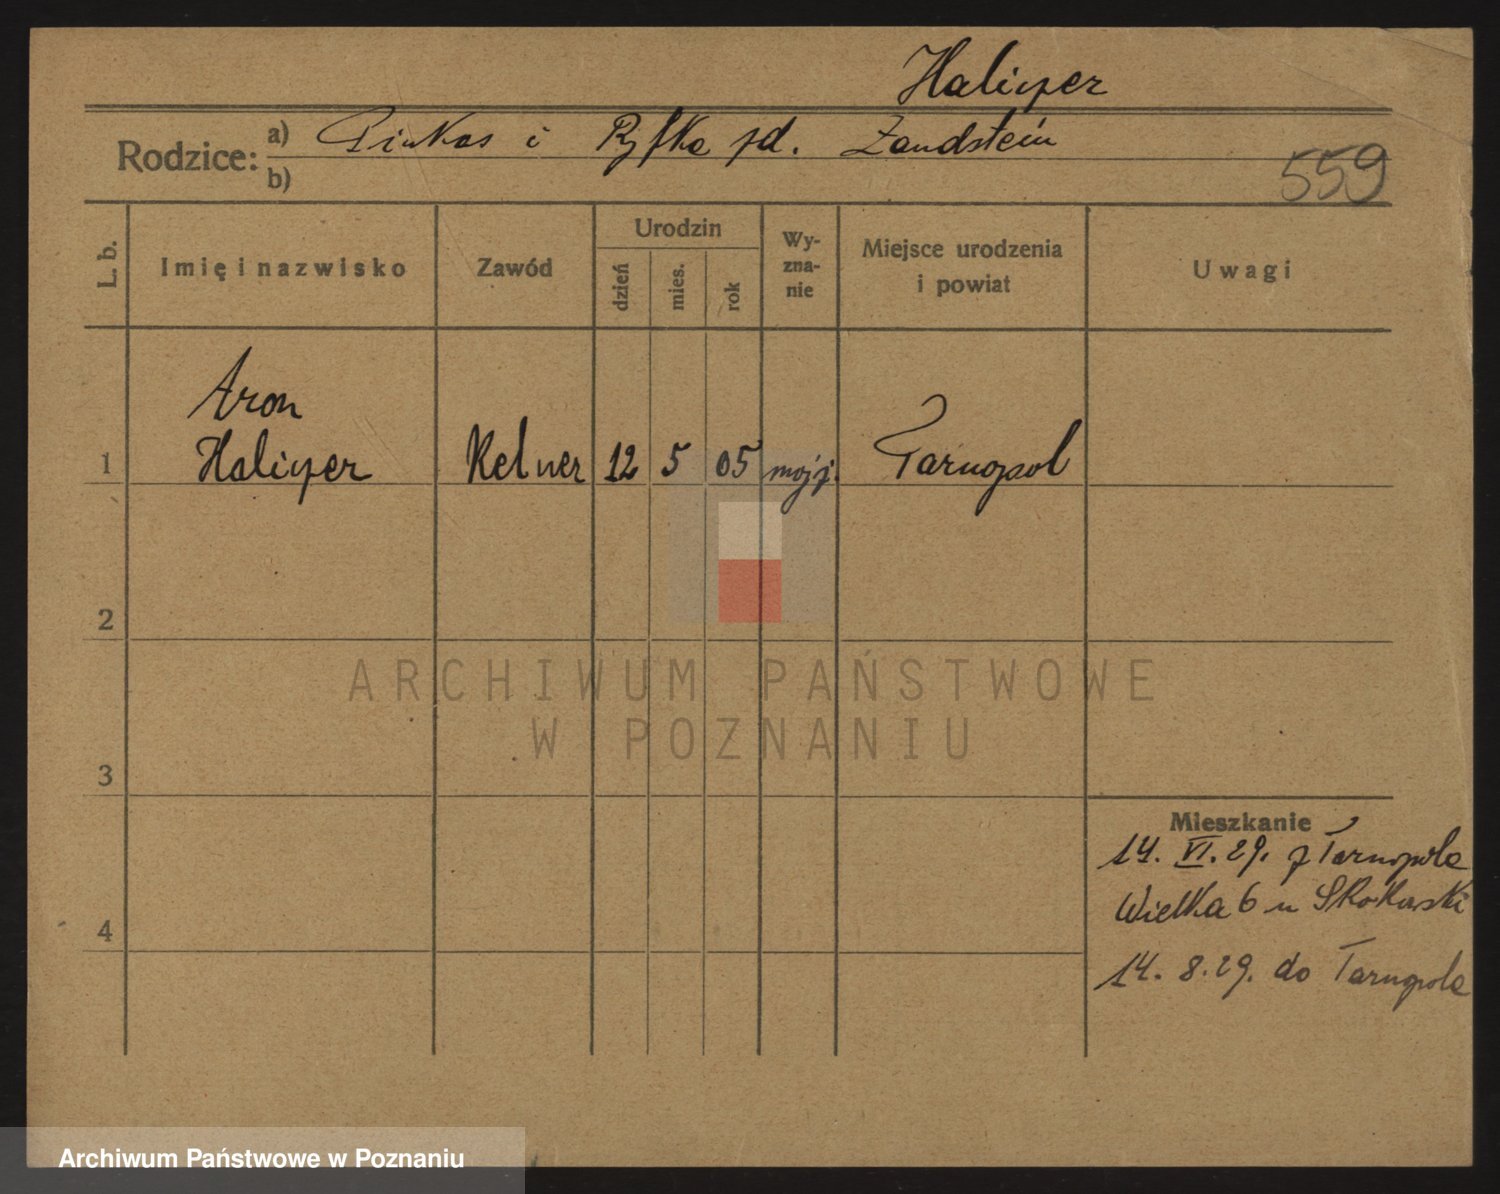 Haliczer
Rodzice: a) Pinkas i Ryfka zd. Zandstein
b)
559
L. b.
Imię i nazwisko
Zawód
Urodzin
dzień
mies.
rok
Wy-
zna-
nie
Miejsce urodzenia
i powiat
Uwagi
Aron
1 Haliczer Kelner 12 5 05 mojż. Tarnopol
2
ARCHIWUM PAŃSTWOWE
W POZNANIU
3
Mieszkanie
14. VI. 29. z Tarnopola
Wielka 6 u Skokowski
4
14. 8. 29. do Tarnopola
Archiwum Państwowe w Poznaniu